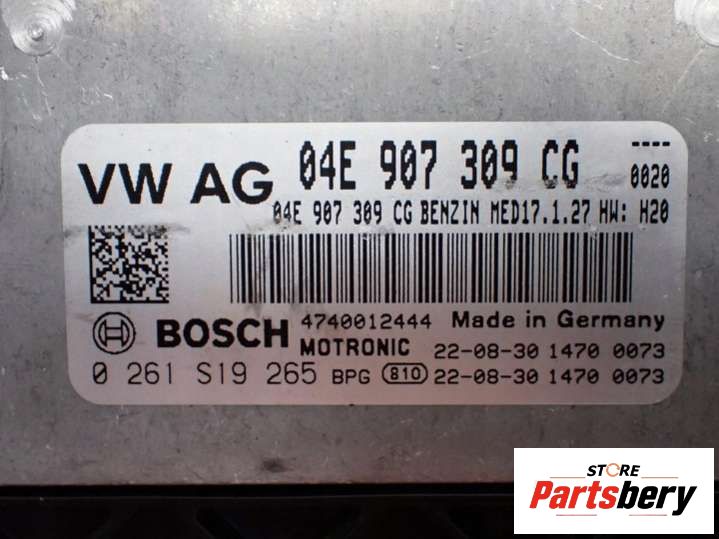 VW AG 04E 907 309 CG ----
0020
04E 907 309 CG BENZIN MED17.1.27 HW: H20
BOSCH 4740012444 Made in Germany
MOTRONIC 22-08-30 1470 0073
0 261 S19 265 BPG 810 22-08-30 1470 0073
STORE
Partsbery